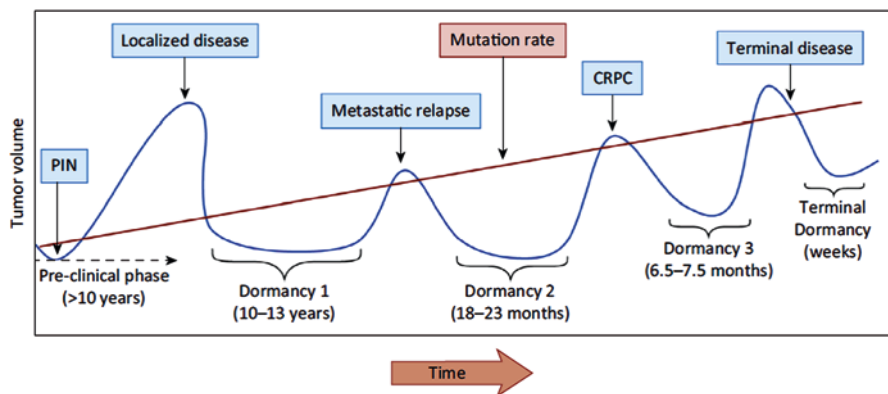 Localized disease
Mutation rate
Terminal disease
CRPC
Metastatic relapse
PIN
Tumor volume
Pre-clinical phase
(>10 years)
Dormancy 1
(10–13 years)
Dormancy 2
(18–23 months)
Dormancy 3
(6.5–7.5 months)
Terminal
Dormancy
(weeks)
Time